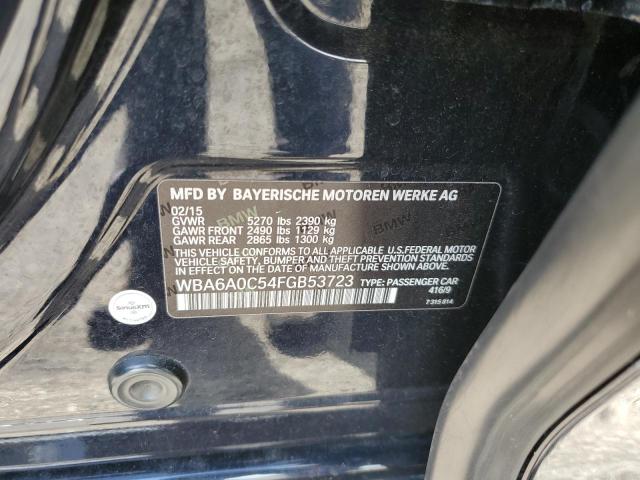 MFD BY BAYERISCHE MOTOREN WERKE AG
02/15
GVWR 5270 lbs 2390 kg
GAWR FRONT 2490 lbs 1129 kg
GAWR REAR 2865 lbs 1300 kg
THIS VEHICLE CONFORMS TO ALL APPLICABLE U.S.FEDERAL MOTOR
VEHICLE,SAFETY, BUMPER AND THEFT PREVENTION STANDARDS
IN EFFECT ON THE DATE OF MANUFACTURE SHOWN ABOVE.
WBA6A0C54FGB53723 TYPE: PASSENGER CAR
416/9
7 315 814
SiriusXM